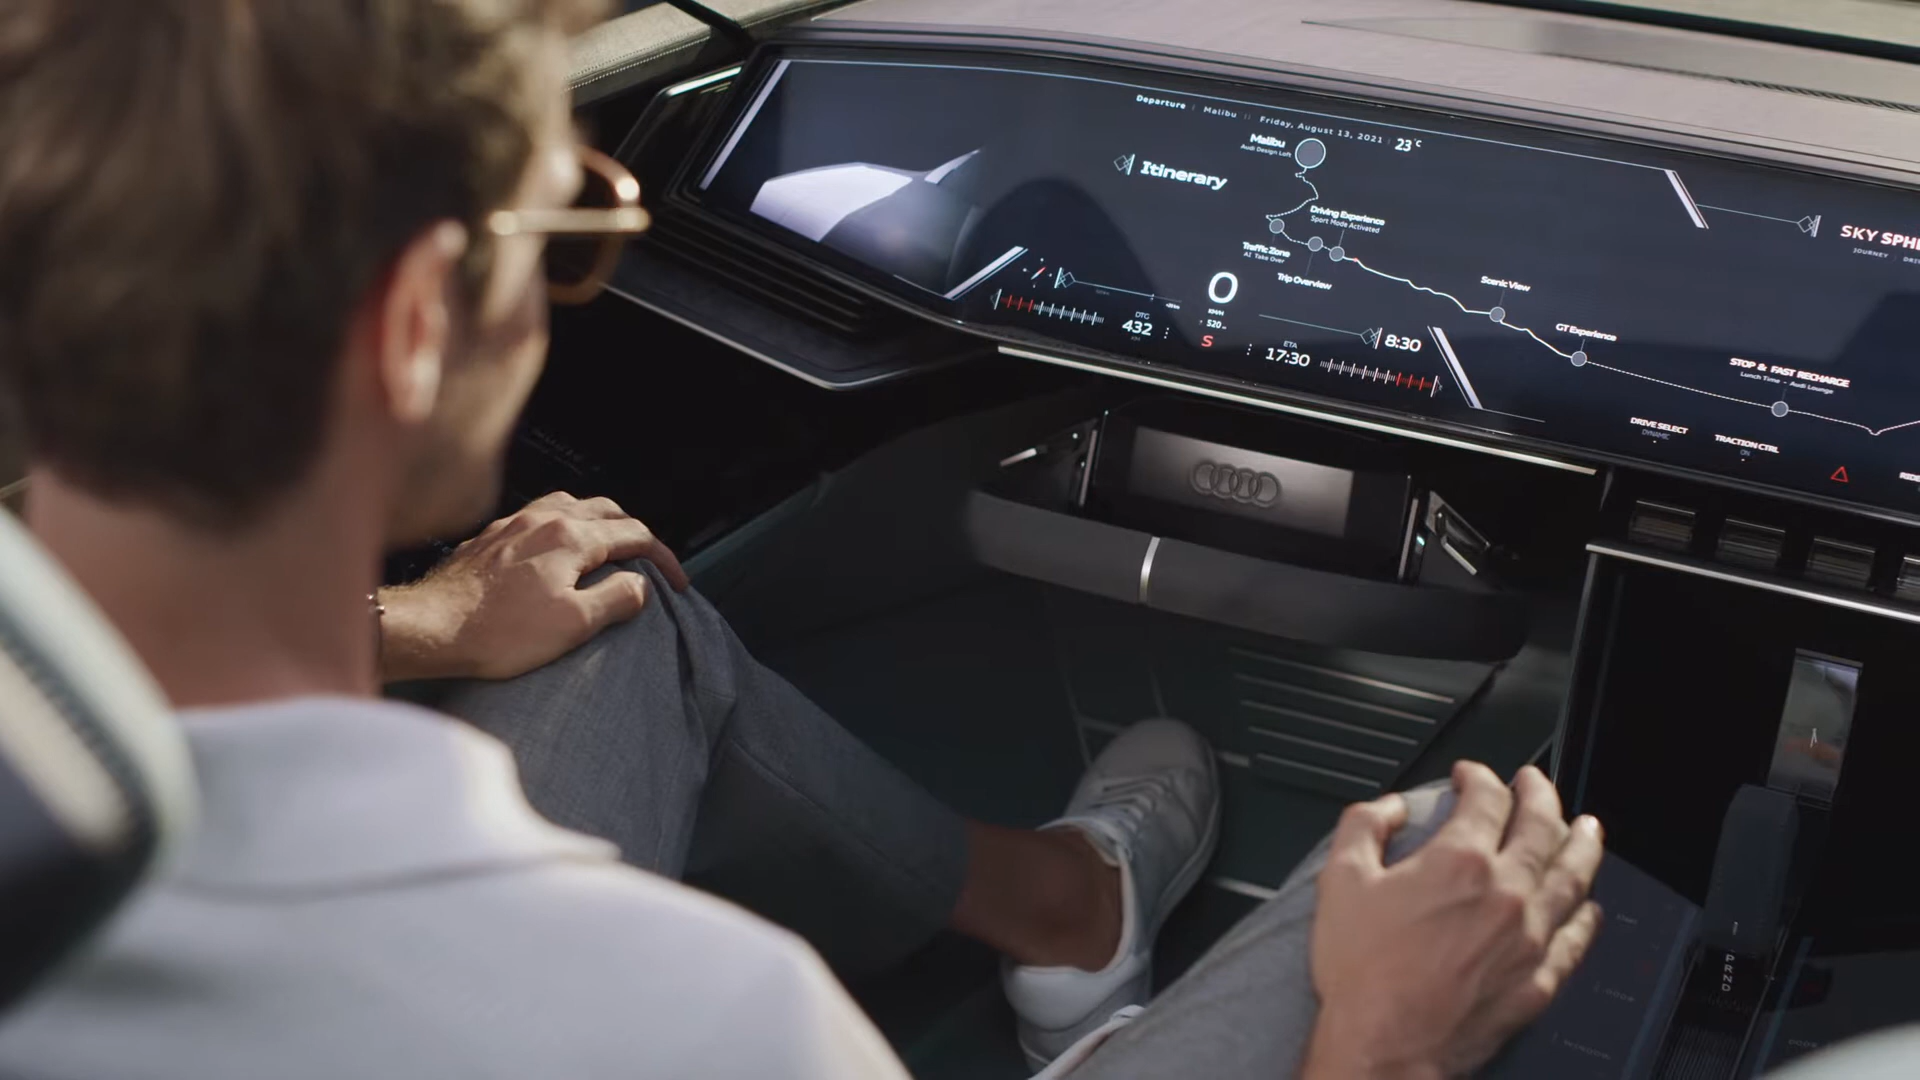 Departure | Malibu // Friday, August 13, 2021 | 23°C
Malibu
Audi Design Loft
Itinerary
Driving Experience
Sport Mode Activated
Traffic Zone
AI Take Over
Trip Overview
Scenic View
GT Experience
STOP & FAST RECHARGE
Lunch Time - Audi Lounge
SKY SPH
JOURNEY
0
KM/H
520
S
DTG
432
KM
ETA
17:30
8:30
DRIVE SELECT
DYNAMIC
TRACTION CTRL
ON
P
R
N
D